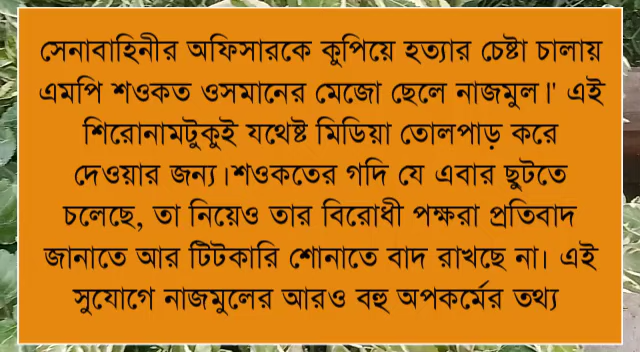 সেনাবাহিনীর অফিসারকে কুপিয়ে হত্যার চেষ্টা চালায়
এমপি শওকত ওসমানের মেজো ছেলে নাজমুল।' এই
শিরোনামটুকুই যথেষ্ট মিডিয়া তোলপাড় করে
দেওয়ার জন্য।শওকতের গদি যে এবার ছুটতে
চলেছে, তা নিয়েও তার বিরোধী পক্ষরা প্রতিবাদ
জানাতে আর টিটকারি শোনাতে বাদ রাখছে না। এই
সুযোগে নাজমুলের আরও বহু অপকর্মের তথ্য